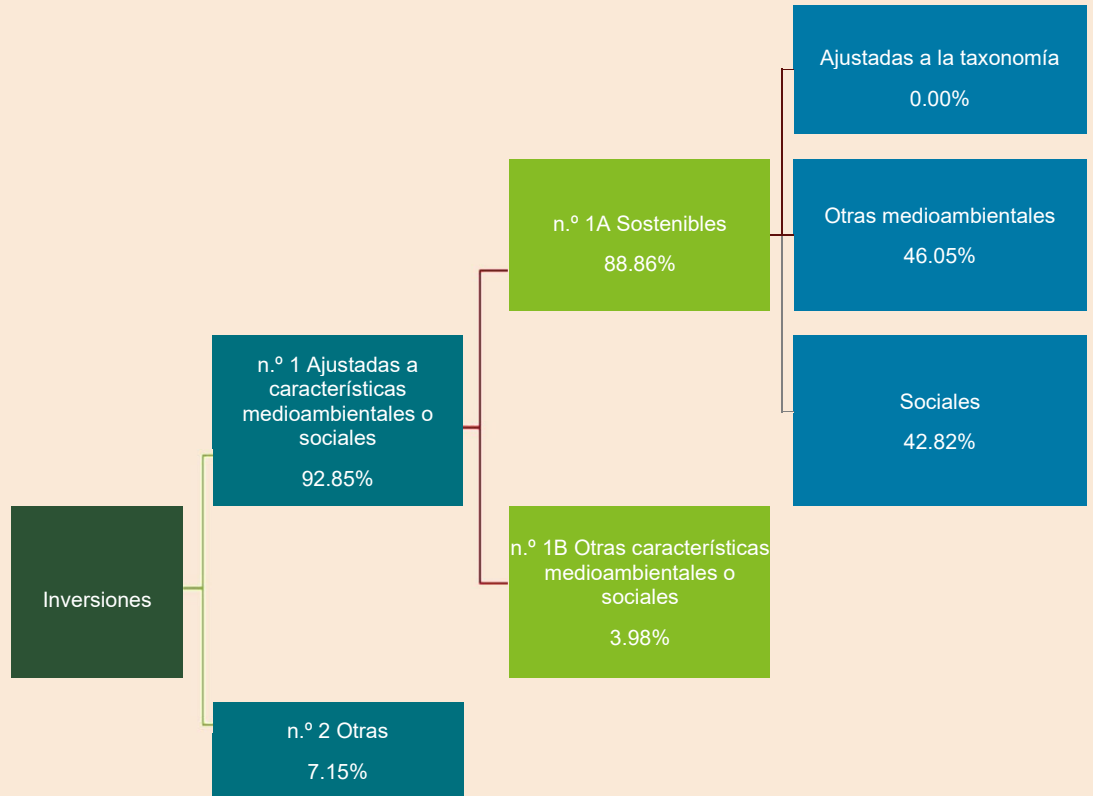 Inversiones
n.º 1 Ajustadas a
características
medioambientales o
sociales
92.85%
n.º 2 Otras
7.15%
n.º 1A Sostenibles
88.86%
n.º 1B Otras características
medioambientales o
sociales
3.98%
Ajustadas a la taxonomía
0.00%
Otras medioambientales
46.05%
Sociales
42.82%